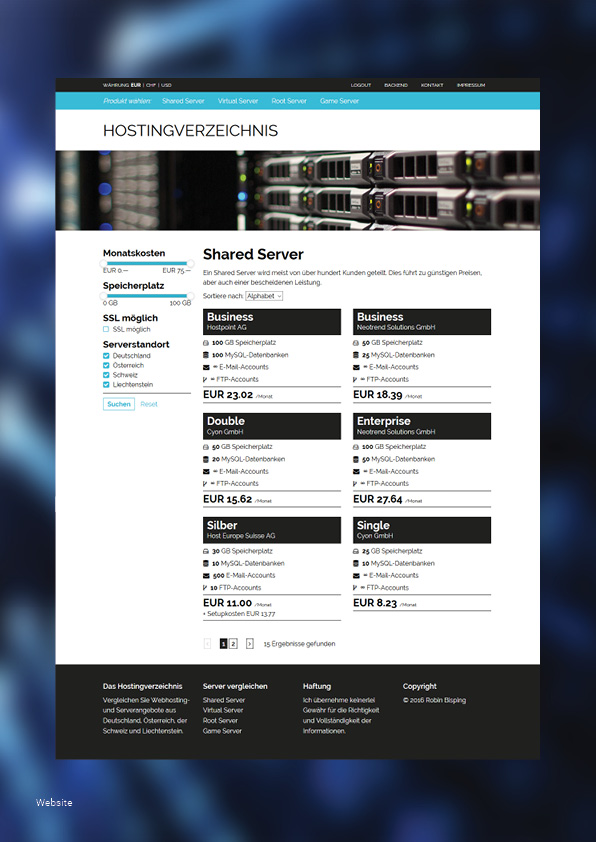 WÄHRUNG: EUR | CHF | USD
LOGOUT BACKEND KONTAKT IMPRESSUM
Produkt wählen: Shared Server Virtual Server Root Server Game Server
HOSTINGVERZEICHNIS
Monatskosten
EUR 0.— EUR 75.—
Speicherplatz
0 GB 100 GB
SSL möglich
SSL möglich
Serverstandort
Deutschland
Österreich
Schweiz
Liechtenstein
Suchen Reset
Shared Server
Ein Shared Server wird meist von über hundert Kunden geteilt. Dies führt zu günstigen Preisen,
aber auch einer bescheidenen Leistung.
Sortiere nach: Alphabet
Business
Hostpoint AG
100 GB Speicherplatz
100 MySQL-Datenbanken
∞ E-Mail-Accounts
∞ FTP-Accounts
EUR 23.02 /Monat
Business
Neotrend Solutions GmbH
50 GB Speicherplatz
25 MySQL-Datenbanken
∞ E-Mail-Accounts
∞ FTP-Accounts
EUR 18.39 /Monat
Double
Cyon GmbH
50 GB Speicherplatz
20 MySQL-Datenbanken
∞ E-Mail-Accounts
∞ FTP-Accounts
EUR 15.62 /Monat
Enterprise
Neotrend Solutions GmbH
100 GB Speicherplatz
50 MySQL-Datenbanken
∞ E-Mail-Accounts
∞ FTP-Accounts
EUR 27.64 /Monat
Silber
Host Europe Suisse AG
30 GB Speicherplatz
10 MySQL-Datenbanken
500 E-Mail-Accounts
10 FTP-Accounts
EUR 11.00 /Monat
+ Setupkosten EUR 13,77
Single
Cyon GmbH
25 GB Speicherplatz
10 MySQL-Datenbanken
∞ E-Mail-Accounts
∞ FTP-Accounts
EUR 8.23 /Monat
‹ 1 2 › 15 Ergebnisse gefunden
Das Hostingverzeichnis
Vergleichen Sie Webhosting-
und Serverangebote aus
Deutschland, Österreich, der
Schweiz und Liechtenstein.
Server vergleichen
Shared Server
Virtual Server
Root Server
Game Server
Haftung
Ich übernehme keinerlei
Gewähr für die Richtigkeit
und Vollständigkeit der
Informationen.
Copyright
© 2016 Robin Bisping
Website